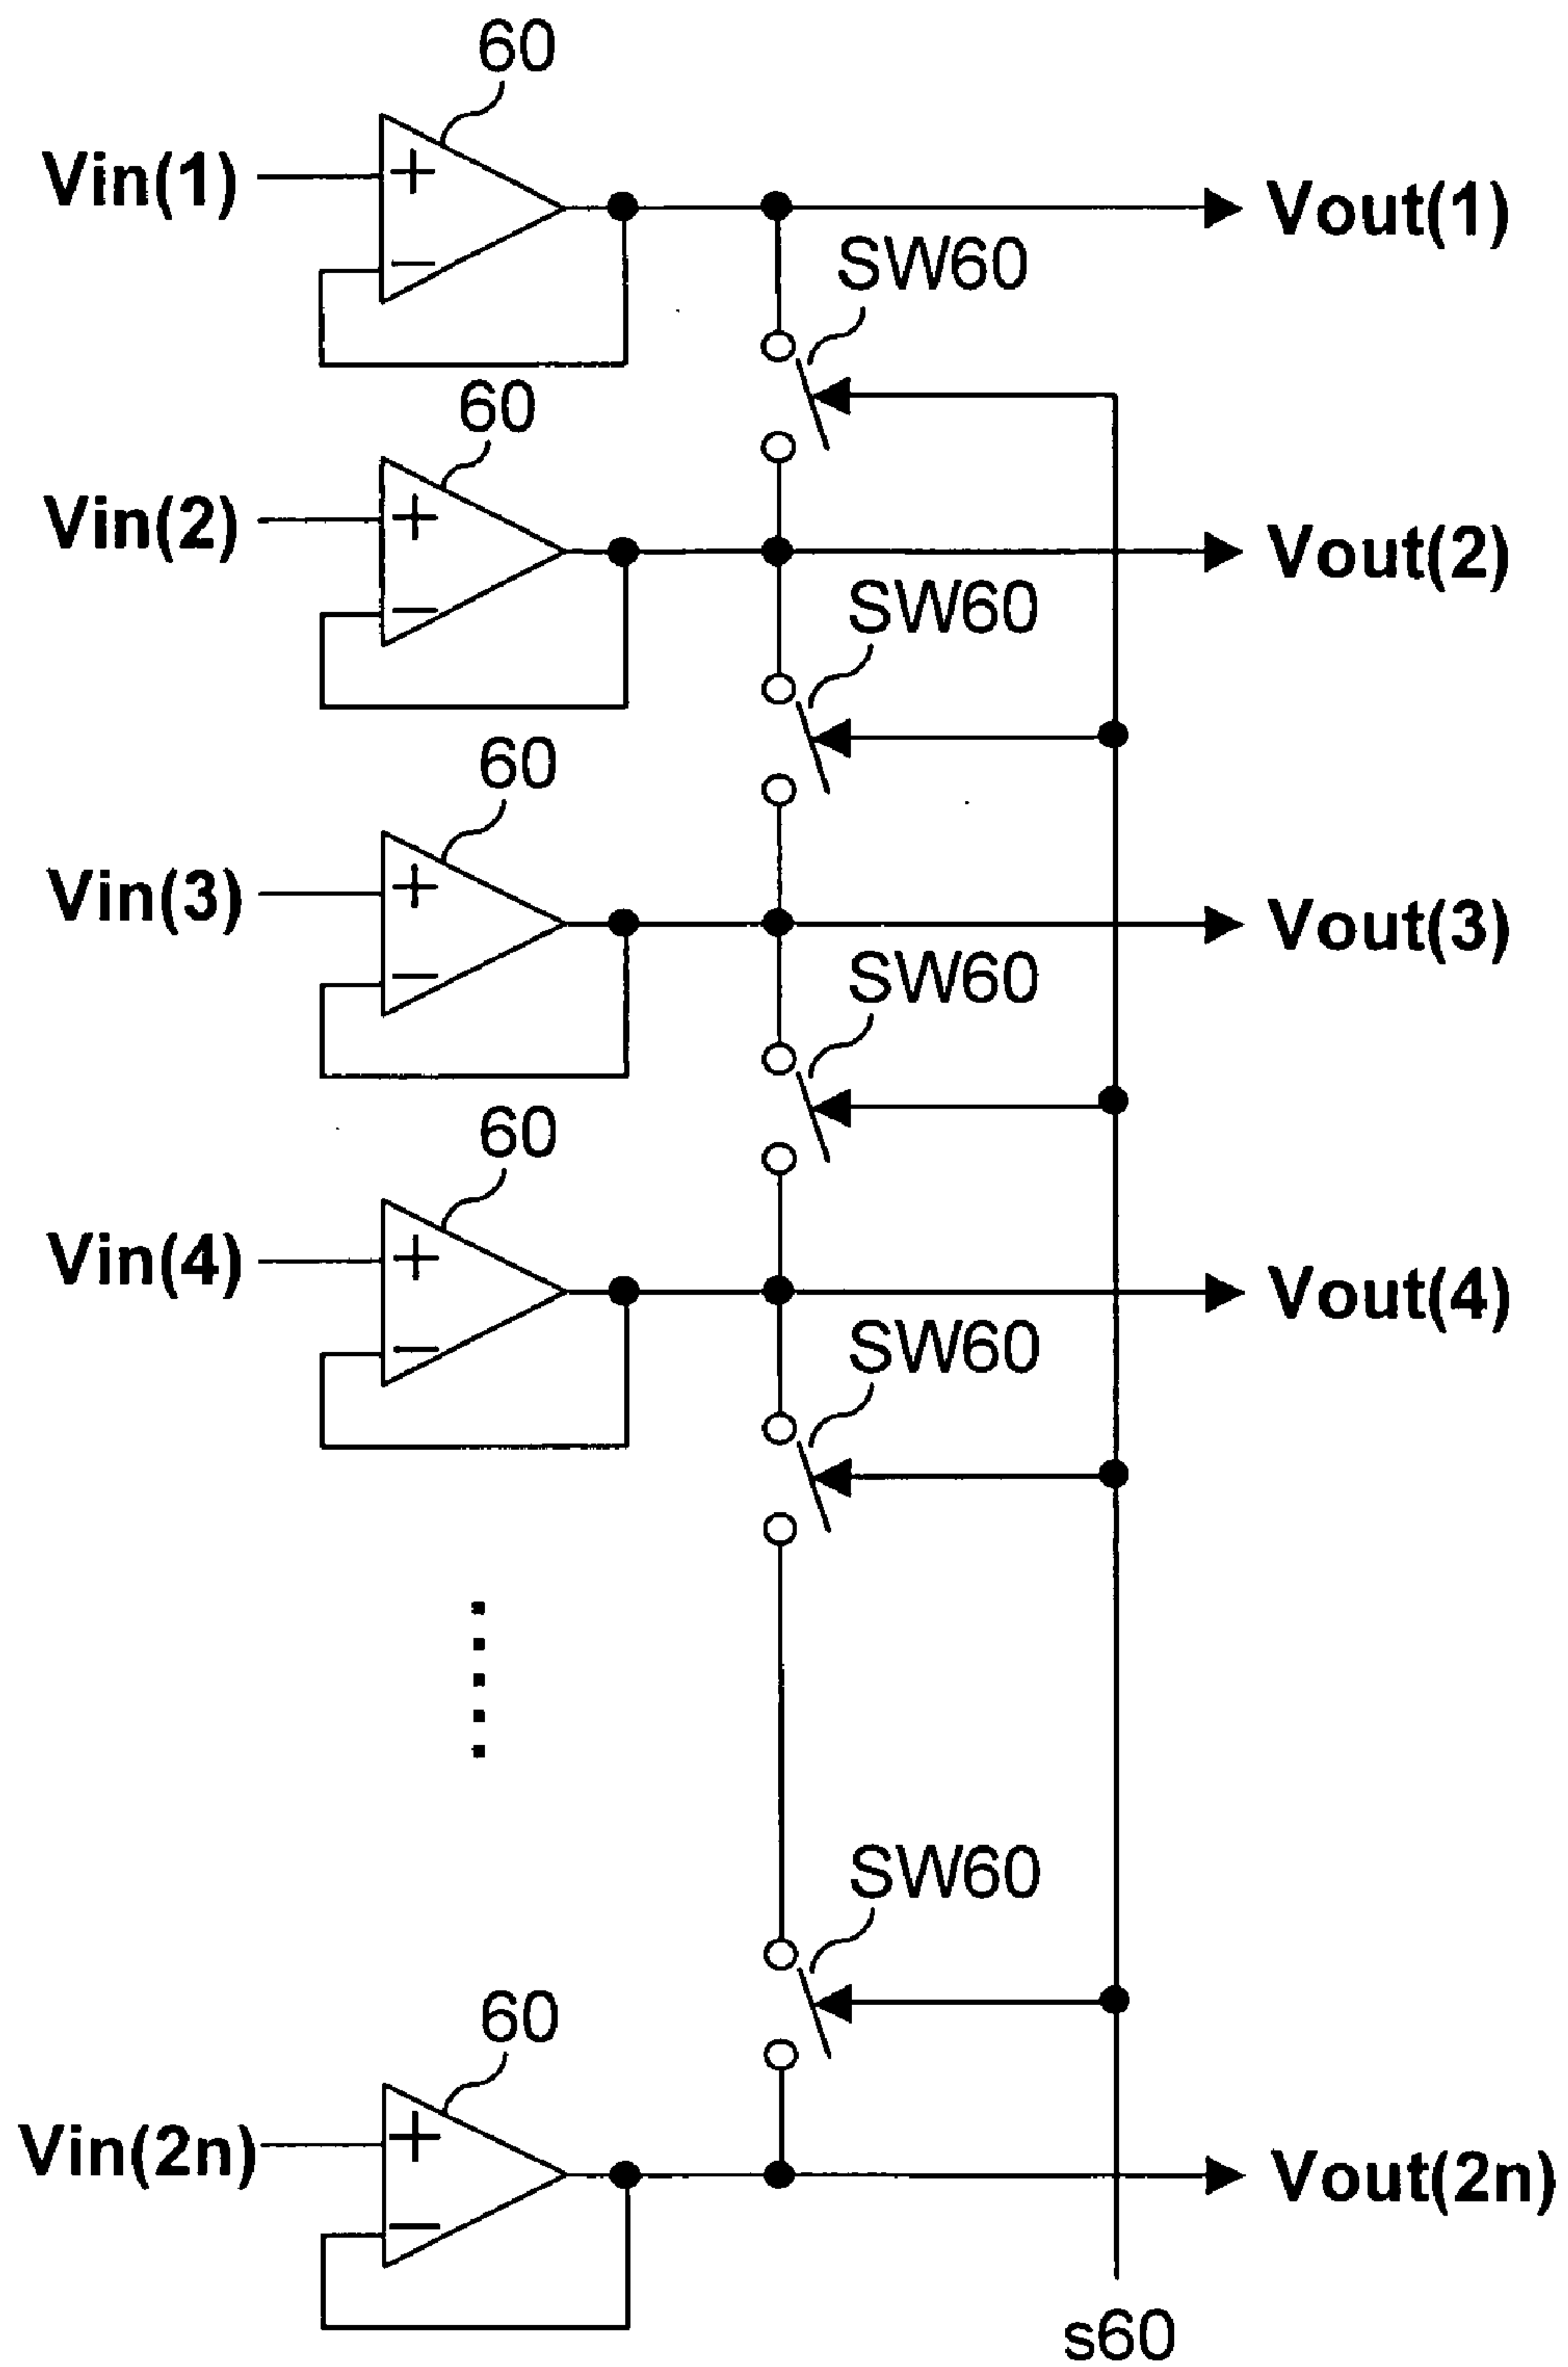 60
Vin(1)
+
−
Vout(1)
SW60
60
Vin(2)
+
−
Vout(2)
SW60
60
Vin(3)
+
−
Vout(3)
SW60
60
Vin(4)
+
−
Vout(4)
SW60
SW60
60
Vin(2n)
+
−
Vout(2n)
s60